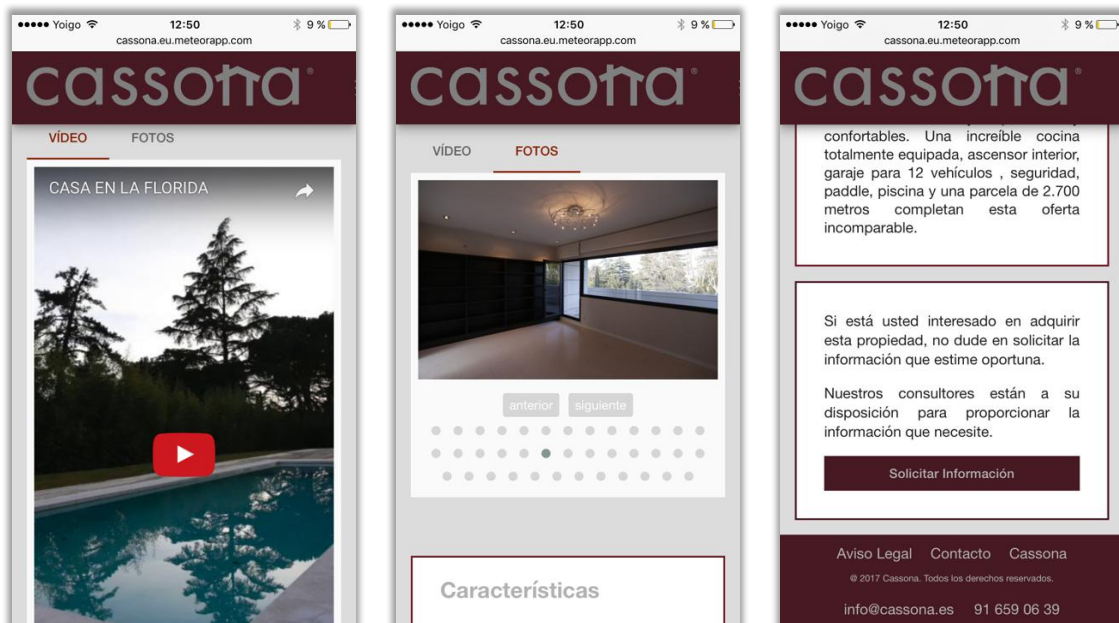 Yoigo 12:50 9 %
cassona.eu.meteorapp.com
cassona®
VÍDEO FOTOS
CASA EN LA FLORIDA
Yoigo 12:50 9 %
cassona.eu.meteorapp.com
cassona®
VÍDEO FOTOS
anterior siguiente
Características
Yoigo 12:50 9 %
cassona.eu.meteorapp.com
cassona®
confortables. Una increíble cocina
totalmente equipada, ascensor interior,
garaje para 12 vehículos , seguridad,
paddle, piscina y una parcela de 2.700
metros completan esta oferta
incomparable.
Si está usted interesado en adquirir
esta propiedad, no dude en solicitar la
información que estime oportuna.
Nuestros consultores están a su
disposición para proporcionar la
información que necesite.
Solicitar Información
Aviso Legal Contacto Cassona
@ 2017 Cassona. Todos los derechos reservados.
info@cassona.es 91 659 06 39